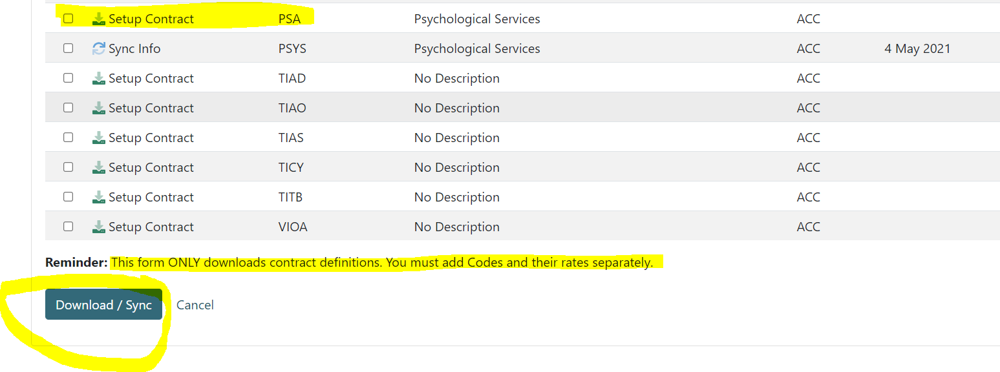 Setup Contract PSA Psychological Services ACC
Sync Info PSYS Psychological Services ACC 4 May 2021
Setup Contract TIAD No Description ACC
Setup Contract TIAO No Description ACC
Setup Contract TIAS No Description ACC
Setup Contract TICY No Description ACC
Setup Contract TITB No Description ACC
Setup Contract VIOA No Description ACC
Reminder: This form ONLY downloads contract definitions. You must add Codes and their rates separately.
Download / Sync Cancel